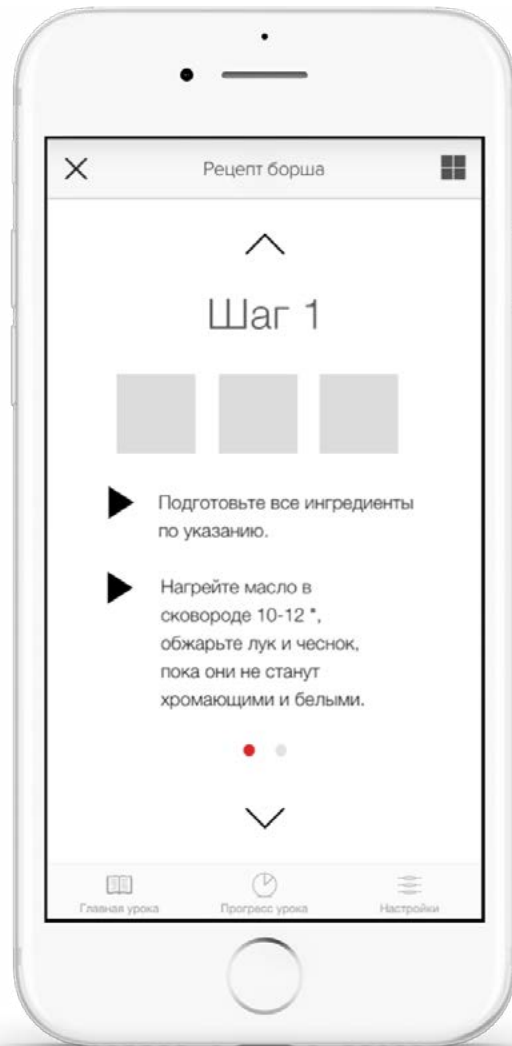 Рецепт борша
Шаг 1
Подготовьте все ингредиенты
по указанию.
Нагрейте масло в
сковороде 10-12 ",
обжарьте лук и чеснок,
пока они не станут
хромающими и белыми.
Главная урока
Прогресс урока
Настройки